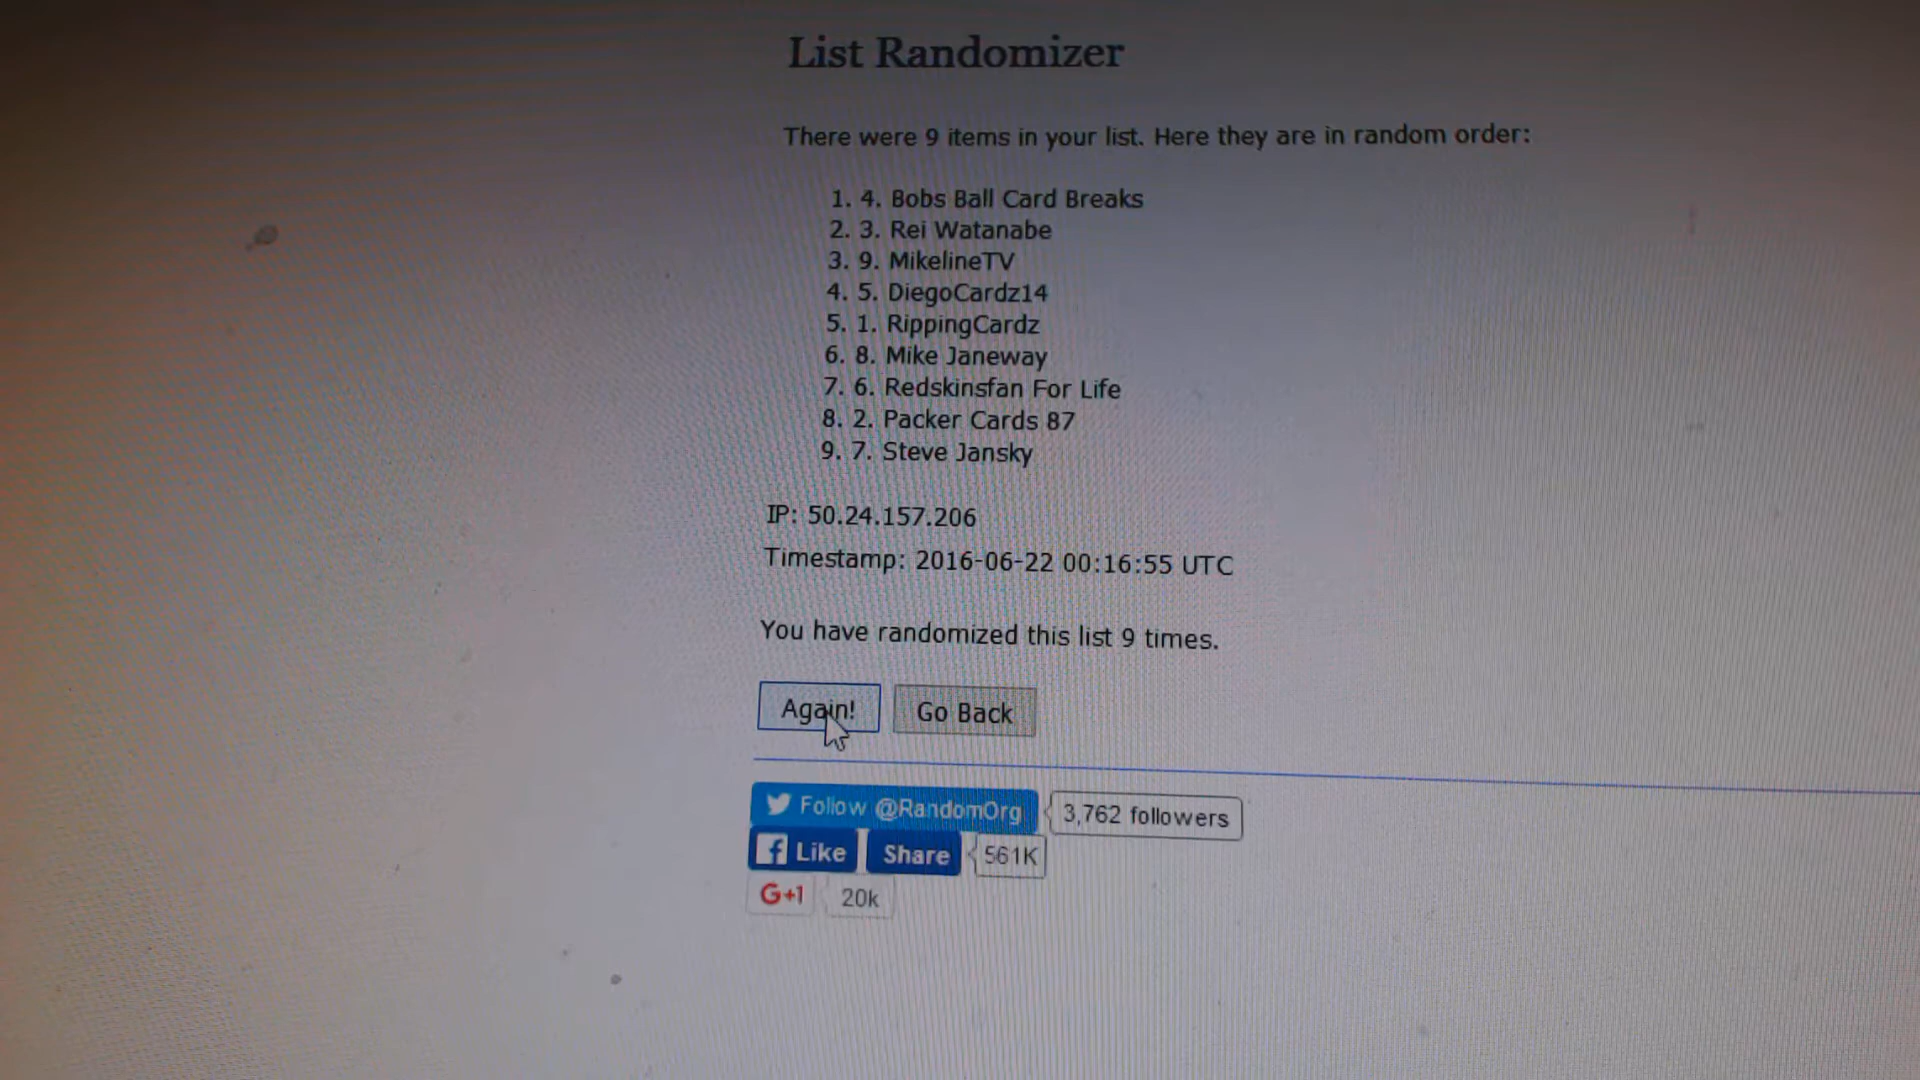 List Randomizer
There were 9 items in your list. Here they are in random order:
1. 4. Bobs Ball Card Breaks
2. 3. Rei Watanabe
3. 9. MikelineTV
4. 5. DiegoCardz14
5. 1. RippingCardz
6. 8. Mike Janeway
7. 6. Redskinsfan For Life
8. 2. Packer Cards 87
9. 7. Steve Jansky
IP: 50.24.157.206
Timestamp: 2016-06-22 00:16:55 UTC
You have randomized this list 9 times.
Again! Go Back
Follow @RandomOrg 3,762 followers
f Like Share 561K
G+1 20k